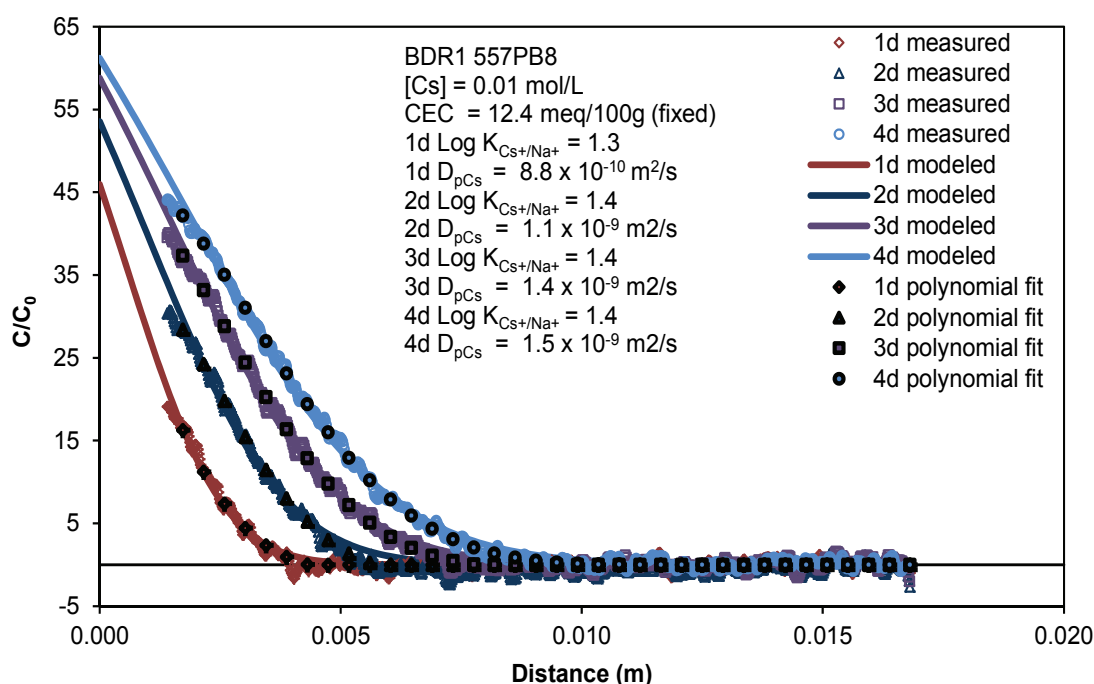 65
55
45
35
25
15
5
-5
C/C₀
0.000
0.005
0.010
0.015
0.020
Distance (m)
BDR1 557PB8
[Cs] = 0.01 mol/L
CEC = 12.4 meq/100g (fixed)
1d Log K Cs+/Na+ = 1.3
1d DpCs = 8.8 x 10⁻¹⁰ m²/s
2d Log K Cs+/Na+ = 1.4
2d DpCs = 1.1 x 10⁻⁹ m2/s
3d Log K Cs+/Na+ = 1.4
3d DpCs = 1.4 x 10⁻⁹ m2/s
4d Log K Cs+/Na+ = 1.4
4d DpCs = 1.5 x 10⁻⁹ m2/s
1d measured
2d measured
3d measured
4d measured
1d modeled
2d modeled
3d modeled
4d modeled
1d polynomial fit
2d polynomial fit
3d polynomial fit
4d polynomial fit